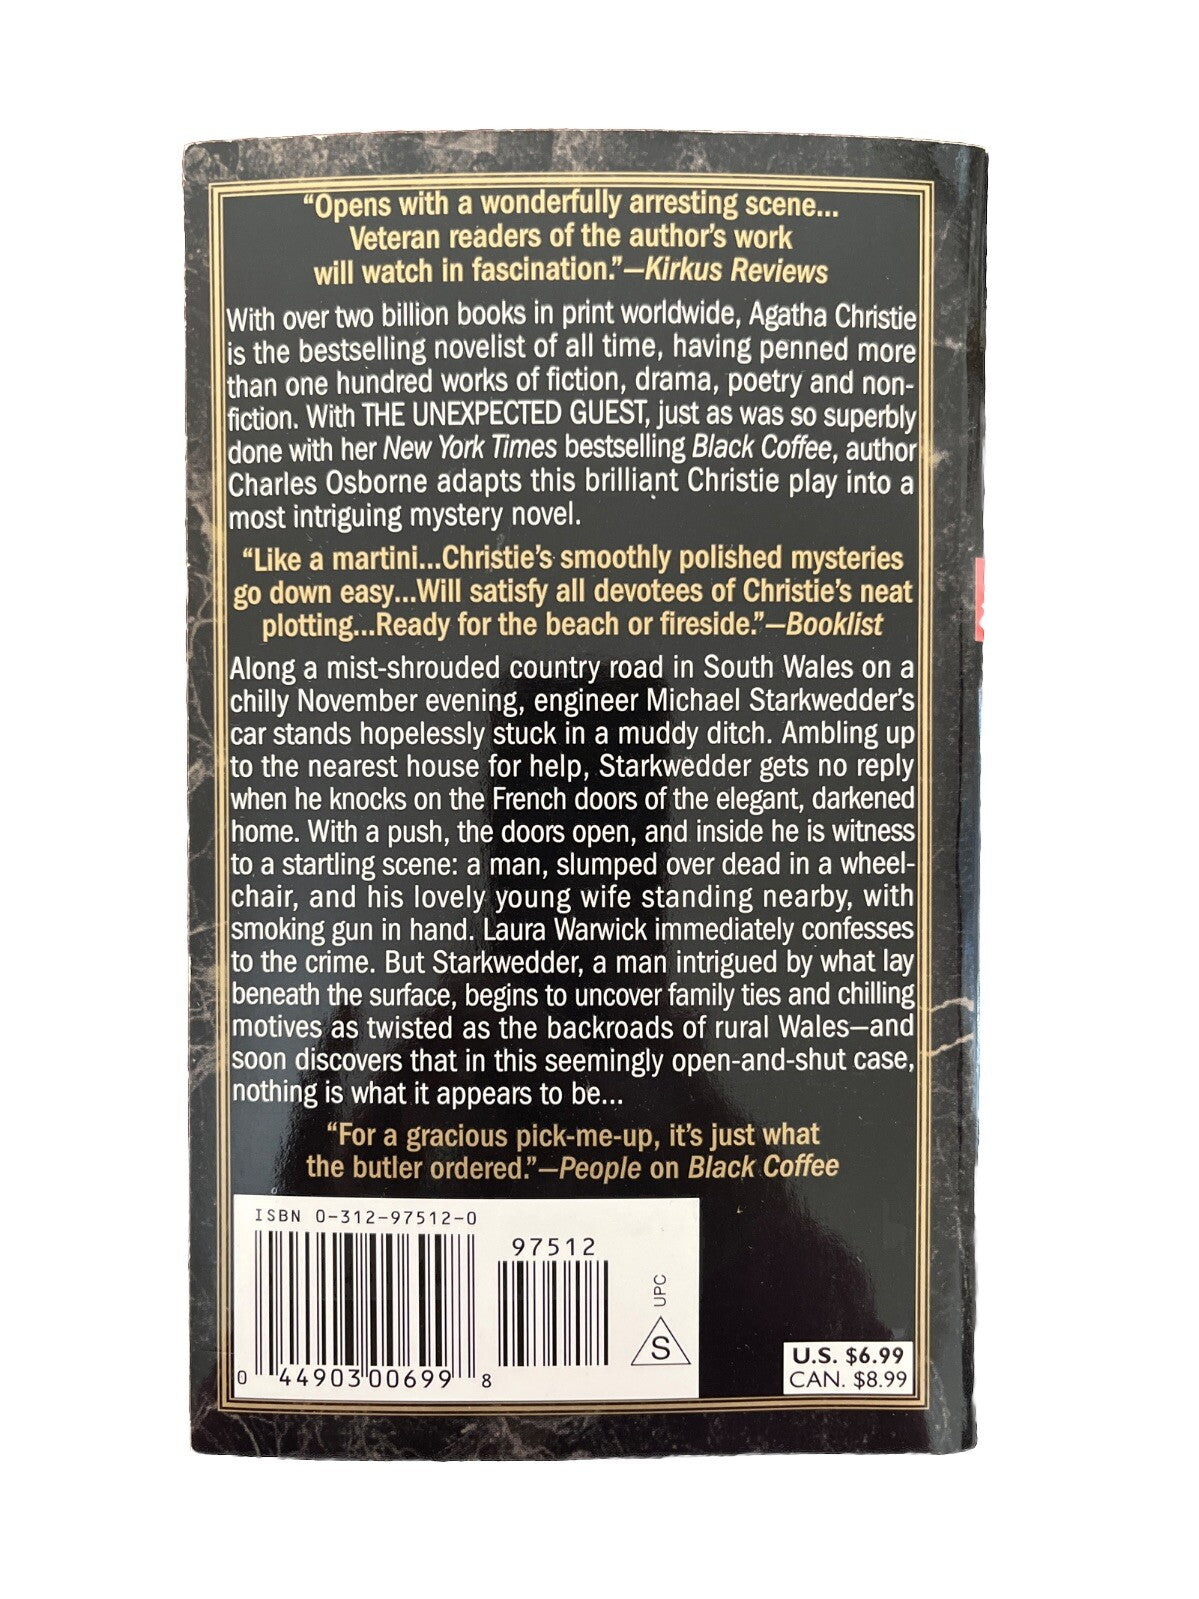 “Opens with a wonderfully arresting scene...
Veteran readers of the author’s work
will watch in fascination.”—Kirkus Reviews
With over two billion books in print worldwide, Agatha Christie
is the bestselling novelist of all time, having penned more
than one hundred works of fiction, drama, poetry and non-
fiction. With THE UNEXPECTED GUEST, just as was so superbly
done with her New York Times bestselling Black Coffee, author
Charles Osborne adapts this brilliant Christie play into a
most intriguing mystery novel.
“Like a martini...Christie’s smoothly polished mysteries
go down easy...Will satisfy all devotees of Christie’s neat
plotting...Ready for the beach or fireside.”—Booklist
Along a mist-shrouded country road in South Wales on a
chilly November evening, engineer Michael Starkwedder’s
car stands hopelessly stuck in a muddy ditch. Ambling up
to the nearest house for help, Starkwedder gets no reply
when he knocks on the French doors of the elegant, darkened
home. With a push, the doors open, and inside he is witness
to a startling scene: a man, slumped over dead in a wheel-
chair, and his lovely young wife standing nearby, with
smoking gun in hand. Laura Warwick immediately confesses
to the crime. But Starkwedder, a man intrigued by what lay
beneath the surface, begins to uncover family ties and chilling
motives as twisted as the backroads of rural Wales—and
soon discovers that in this seemingly open-and-shut case,
nothing is what it appears to be...
“For a gracious pick-me-up, it’s just what
the butler ordered.”—People on Black Coffee
ISBN 0-312-97512-0
97512
0 44903 00699 8
UPC
S
U.S. $6.99
CAN. $8.99